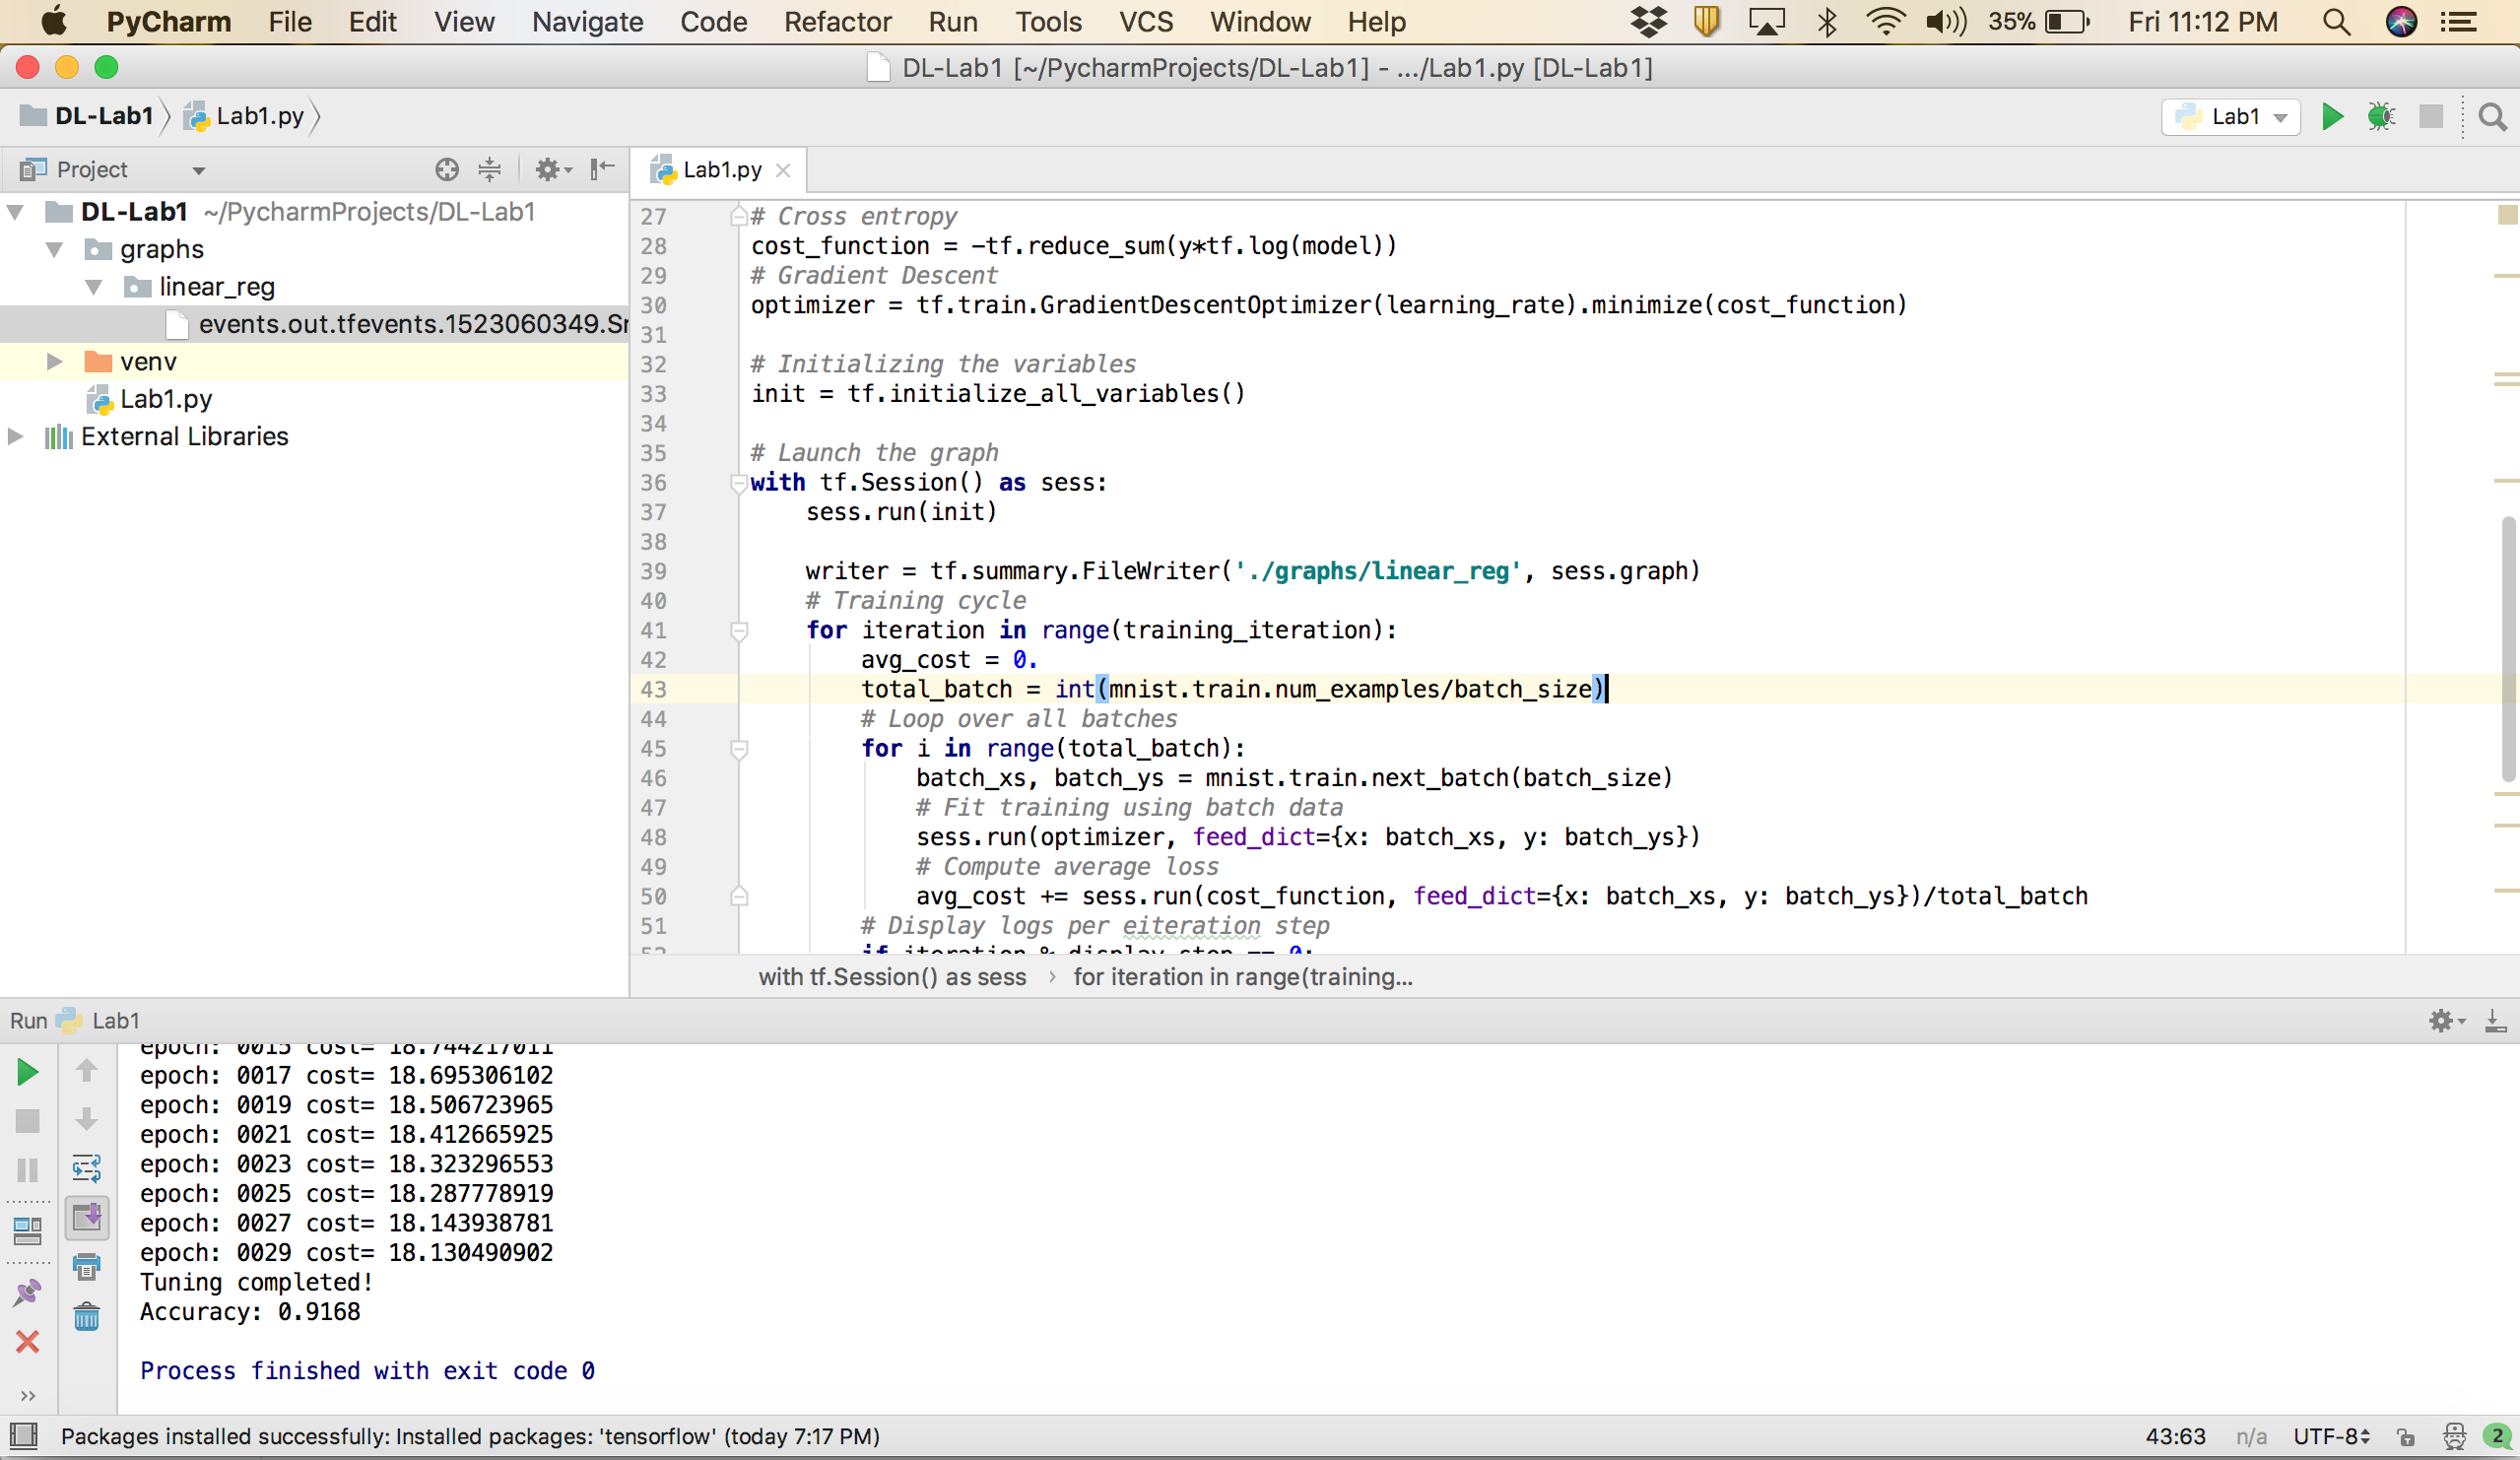 PyCharm File Edit View Navigate Code Refactor Run Tools VCS Window Help 35% Fri 11:12 PM
DL-Lab1 [~/PycharmProjects/DL-Lab1] - .../Lab1.py [DL-Lab1]
DL-Lab1 Lab1.py Lab1
Project
Lab1.py
DL-Lab1 ~/PycharmProjects/DL-Lab1
graphs
linear_reg
events.out.tfevents.1523060349.Sr
venv
Lab1.py
External Libraries
27 # Cross entropy
28 cost_function = -tf.reduce_sum(y*tf.log(model))
29 # Gradient Descent
30 optimizer = tf.train.GradientDescentOptimizer(learning_rate).minimize(cost_function)
31
32 # Initializing the variables
33 init = tf.initialize_all_variables()
34
35 # Launch the graph
36 with tf.Session() as sess:
37 sess.run(init)
38
39 writer = tf.summary.FileWriter('./graphs/linear_reg', sess.graph)
40 # Training cycle
41 for iteration in range(training_iteration):
42 avg_cost = 0.
43 total_batch = int(mnist.train.num_examples/batch_size)
44 # Loop over all batches
45 for i in range(total_batch):
46 batch_xs, batch_ys = mnist.train.next_batch(batch_size)
47 # Fit training using batch data
48 sess.run(optimizer, feed_dict={x: batch_xs, y: batch_ys})
49 # Compute average loss
50 avg_cost += sess.run(cost_function, feed_dict={x: batch_xs, y: batch_ys})/total_batch
51 # Display logs per eiteration step
52 if iteration % display_step == 0:
with tf.Session() as sess › for iteration in range(training...
Run Lab1
epoch: 0015 cost= 18.744217011
epoch: 0017 cost= 18.695306102
epoch: 0019 cost= 18.506723965
epoch: 0021 cost= 18.412665925
epoch: 0023 cost= 18.323296553
epoch: 0025 cost= 18.287778919
epoch: 0027 cost= 18.143938781
epoch: 0029 cost= 18.130490902
Tuning completed!
Accuracy: 0.9168
Process finished with exit code 0
Packages installed successfully: Installed packages: 'tensorflow' (today 7:17 PM) 43:63 n/a UTF-8 2